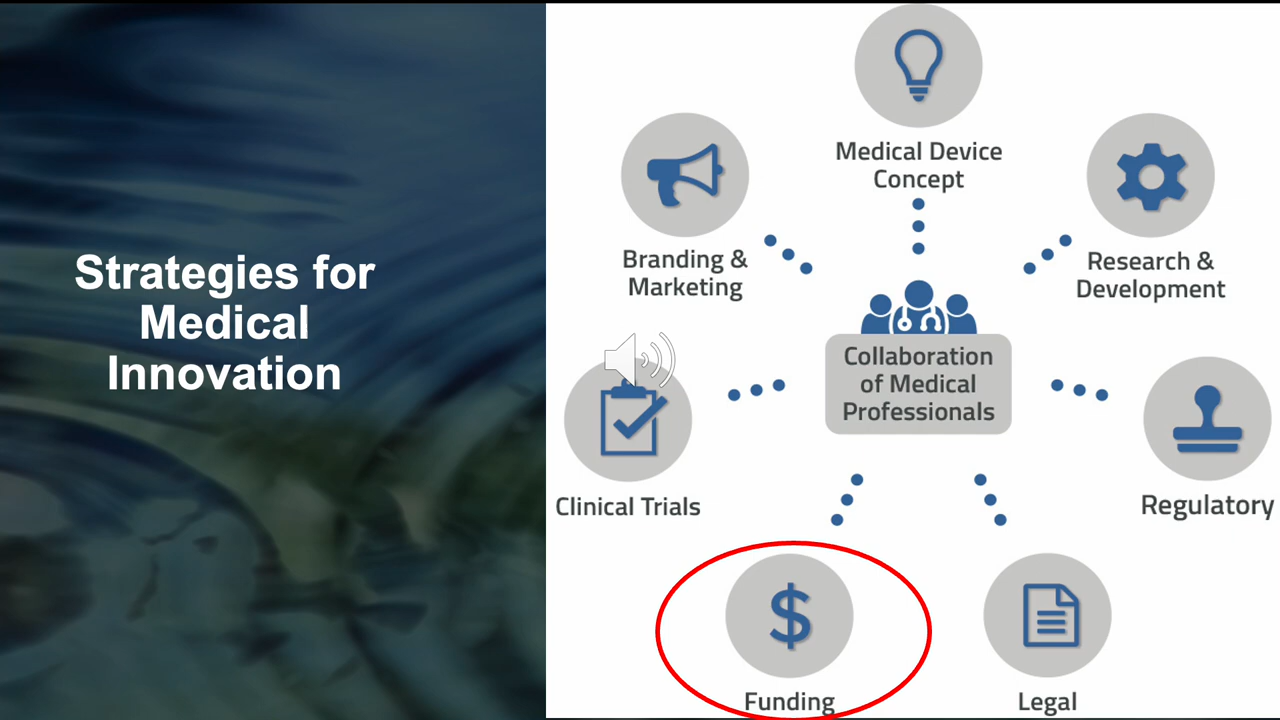 Strategies for
Medical
Innovation
Medical Device
Concept
Branding &
Marketing
Research &
Development
Collaboration
of Medical
Professionals
Clinical Trials
Regulatory
$
Funding
Legal